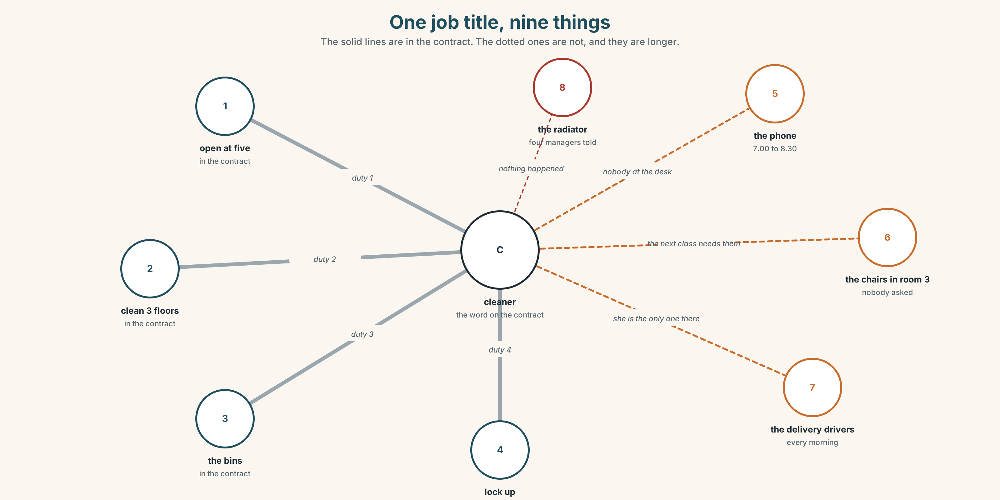 One job title, nine things
The solid lines are in the contract. The dotted ones are not, and they are longer.
1
open at five
in the contract
8
the radiator
four managers told
5
the phone
7.00 to 8.30
nothing happened
nobody at the desk
duty 1
C
cleaner
the word on the contract
the next class needs them
6
the chairs in room 3
nobody asked
duty 2
2
clean 3 floors
in the contract
she is the only one there
duty 3
duty 4
7
the delivery drivers
every morning
3
the bins
in the contract
4
lock up